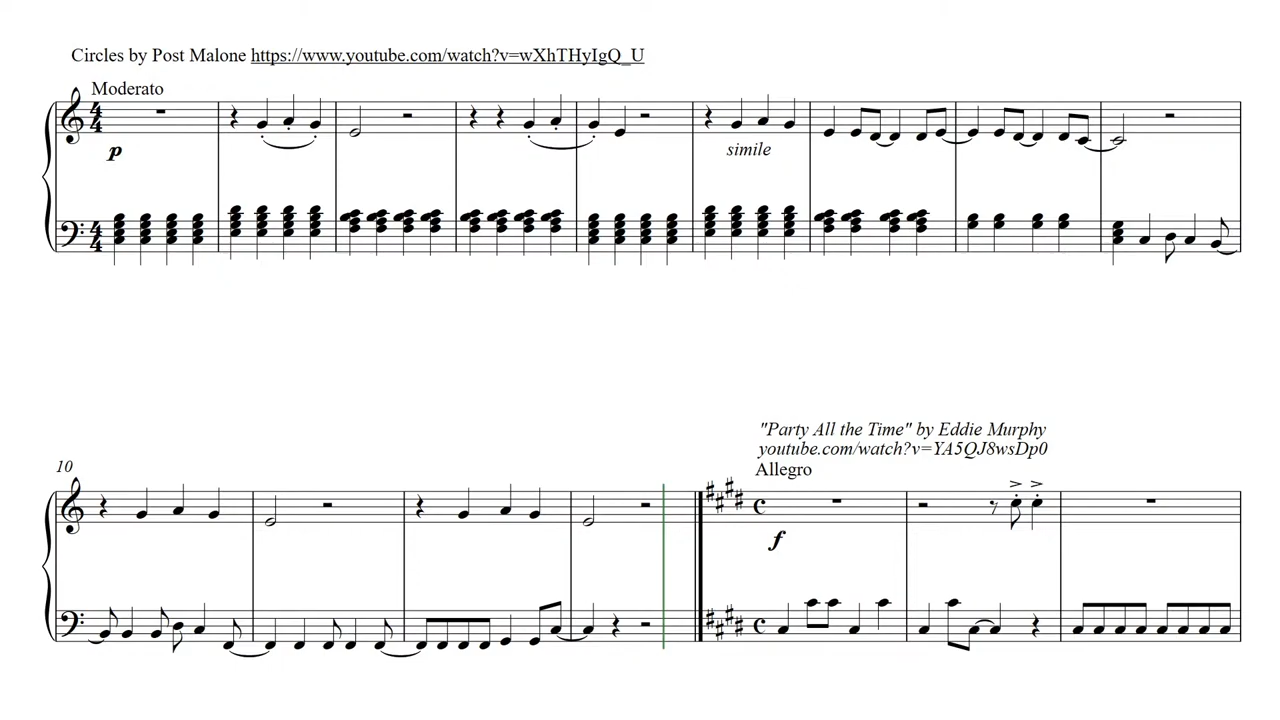 Circles by Post Malone https://www.youtube.com/watch?v=wXhTHyIgQ_U
Moderato
p
simile
"Party All the Time" by Eddie Murphy
youtube.com/watch?v=YA5QJ8wsDp0
10
Allegro
f